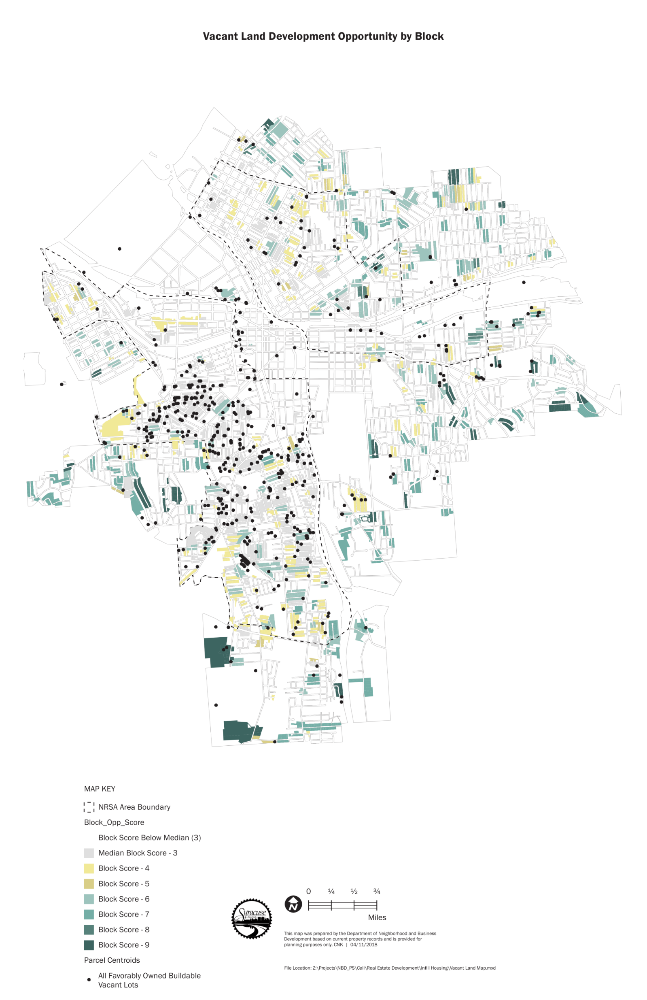 Vacant Land Development Opportunity by Block
MAP KEY
NRSA Area Boundary
Block_Opp_Score
Block Score Below Median (3)
Median Block Score - 3
Block Score - 4
Block Score - 5
Block Score - 6
Block Score - 7
Block Score - 8
Block Score - 9
Parcel Centroids
All Favorably Owned Buildable
Vacant Lots
Syracuse
N
0 ¼ ½ ¾
Miles
This map was prepared by the Department of Neighborhood and Business
Development based on current property records and is provided for
planning purposes only. CNK | 04/11/2018
File Location: Z:\Projects\NBD_PS\Cali\Real Estate Development\Infill Housing\Vacant Land Map.mxd